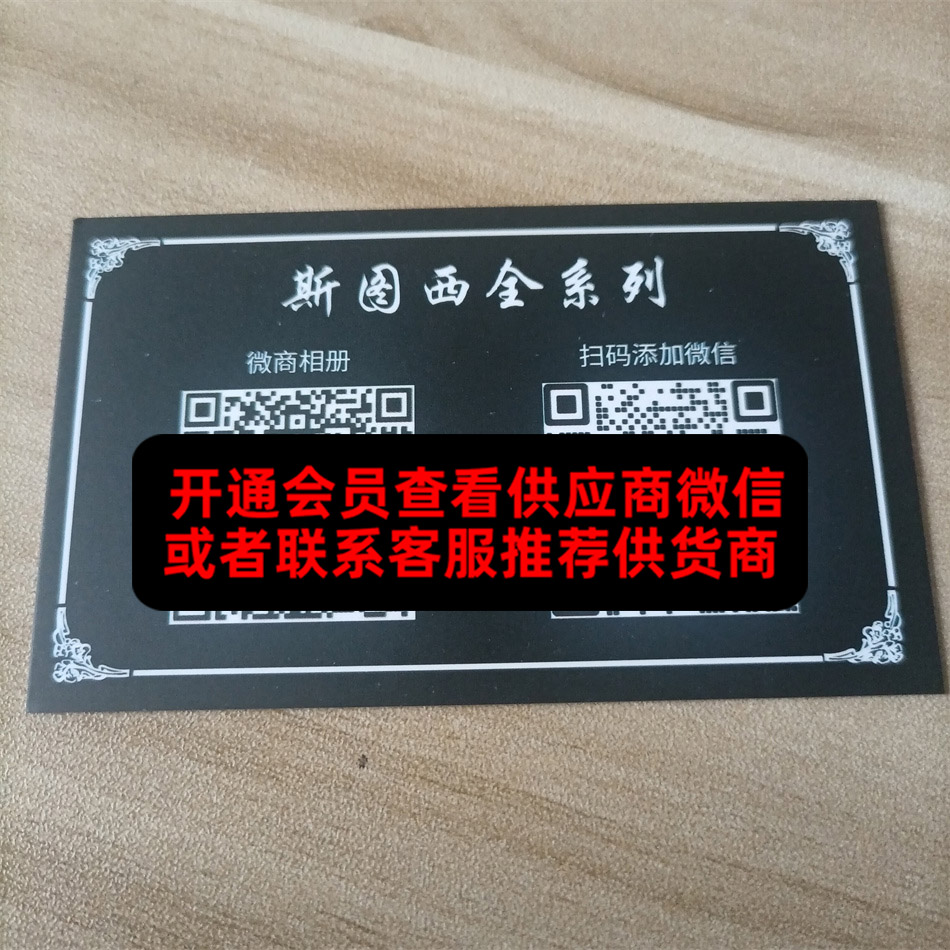 斯图西全系列
微商相册
扫码添加微信
开通会员查看供应商微信
或者联系客服推荐供货商